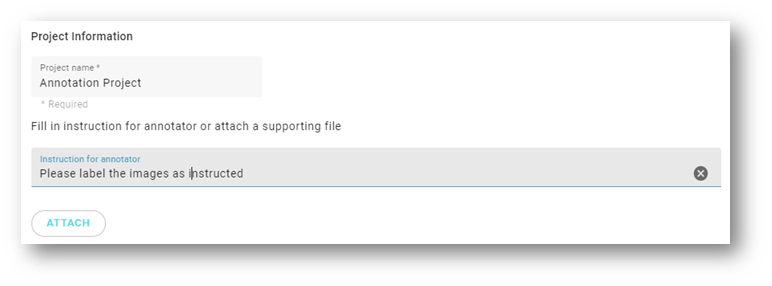 Project Information
Project name *
Annotation Project
* Required
Fill in instruction for annotator or attach a supporting file
Instruction for annotator
Please label the images as instructed
ATTACH